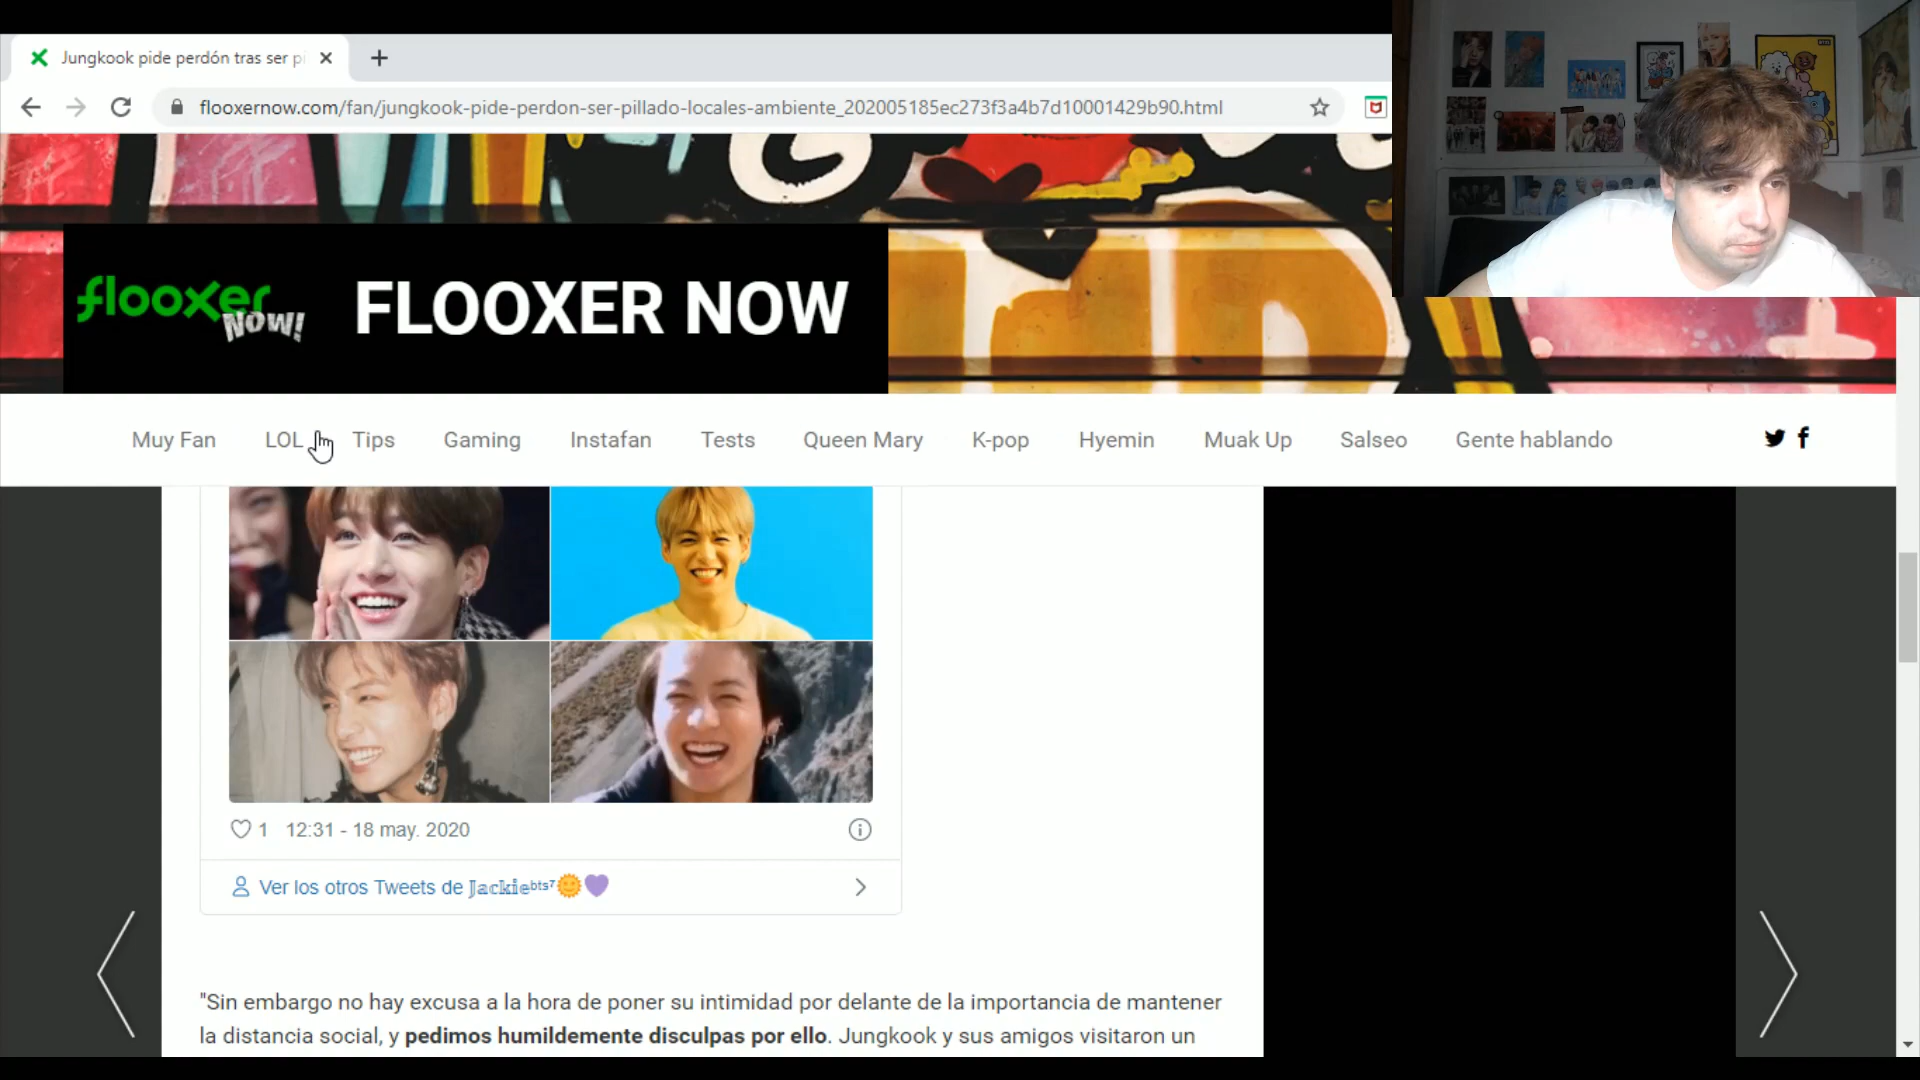 Jungkook pide perdón tras ser pi
flooxernow.com/fan/jungkook-pide-perdon-ser-pillado-locales-ambiente_202005185ec273f3a4b7d10001429b90.html
flooxer NOW!
FLOOXER NOW
Muy Fan LOL Tips Gaming Instafan Tests Queen Mary K-pop Hyemin Muak Up Salseo Gente hablando
1 12:31 - 18 may. 2020
Ver los otros Tweets de 𝕁𝕒𝕔𝕜𝕚𝕖ᵇᵗˢ⁷🌞💜
"Sin embargo no hay excusa a la hora de poner su intimidad por delante de la importancia de mantener
la distancia social, y pedimos humildemente disculpas por ello. Jungkook y sus amigos visitaron un